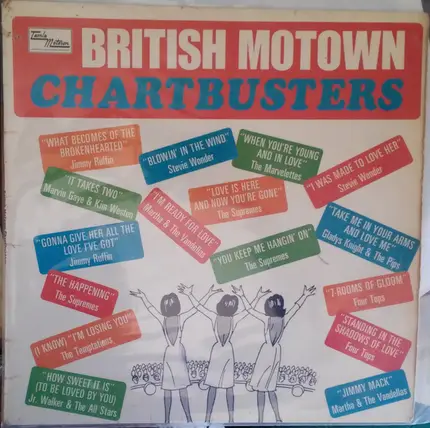 Tamla
Motown
BRITISH MOTOWN
CHARTBUSTERS
"WHAT BECOMES OF THE
BROKENHEARTED"
Jimmy Ruffin
"BLOWIN' IN THE WIND"
Stevie Wonder
"WHEN YOU'RE YOUNG
AND IN LOVE"
The Marvelettes
"I WAS MADE TO LOVE HER"
Stevie Wonder
"IT TAKES TWO"
Marvin Gaye & Kim Weston
"I'M READY FOR LOVE"
Martha & The Vandellas
"LOVE IS HERE
AND NOW YOU'RE GONE"
The Supremes
"TAKE ME IN YOUR ARMS
AND LOVE ME"
Gladys Knight & The Pips
"GONNA GIVE HER ALL THE
LOVE I'VE GOT"
Jimmy Ruffin
"YOU KEEP ME HANGIN' ON"
The Supremes
"THE HAPPENING"
The Supremes
"7-ROOMS OF GLOOM"
Four Tops
(I KNOW) "I'M LOSING YOU"
The Temptations
"STANDING IN THE
SHADOWS OF LOVE"
Four Tops
"HOW SWEET IT IS"
(TO BE LOVED BY YOU)
Jr. Walker & The All Stars
"JIMMY MACK"
Martha & The Vandellas